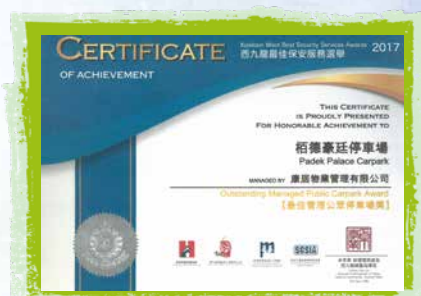 CERTIFICATE
OF ACHIEVEMENT
Kowloon West Best Security Services Awards
西九龍最佳保安服務選舉
2017
THIS CERTIFICATE
IS PROUDLY PRESENTED
FOR HONORABLE ACHIEVEMENT TO
栢德豪廷停車場
Padek Palace Carpark
MANAGED BY 康居物業管理有限公司
Outstanding Managed Public Carpark Award
【最佳管理公眾停車場獎】